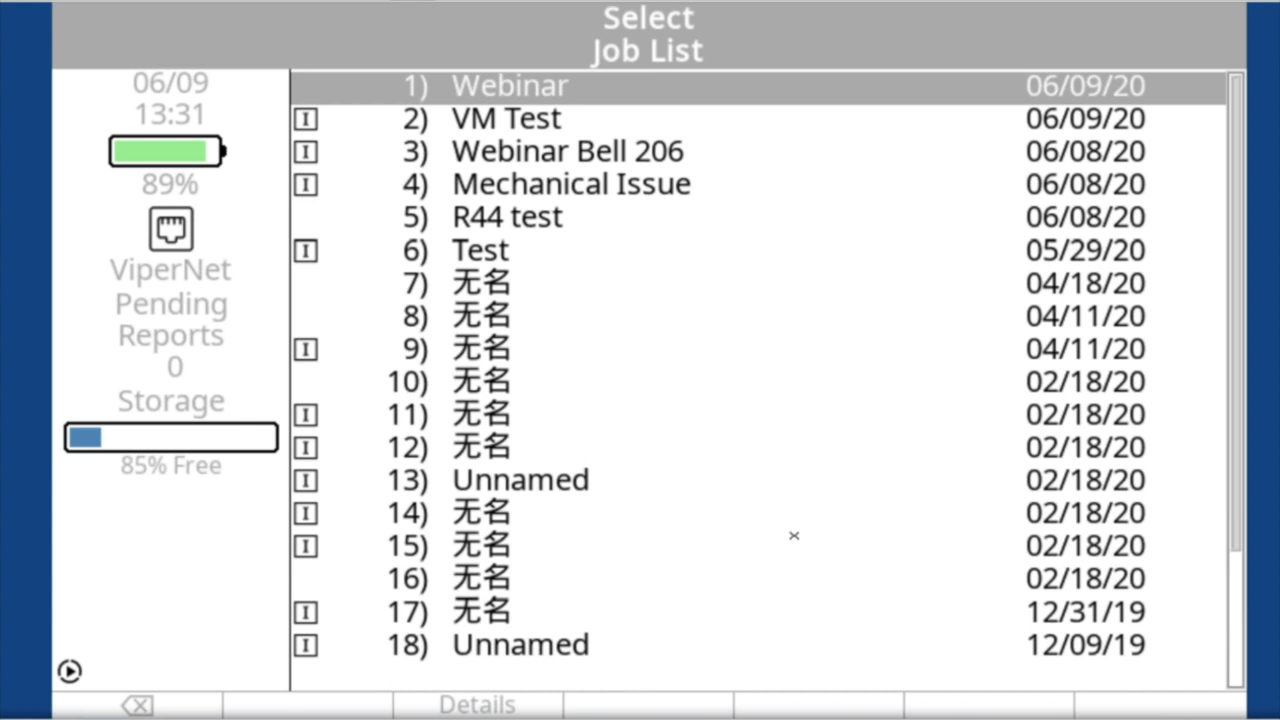 Select
Job List
06/09
13:31
89%
ViperNet
Pending
Reports
0
Storage
85% Free
1) Webinar 06/09/20
I 2) VM Test 06/09/20
I 3) Webinar Bell 206 06/08/20
I 4) Mechanical Issue 06/08/20
5) R44 test 06/08/20
I 6) Test 05/29/20
7) 无名 04/18/20
8) 无名 04/11/20
I 9) 无名 04/11/20
10) 无名 02/18/20
I 11) 无名 02/18/20
I 12) 无名 02/18/20
I 13) Unnamed 02/18/20
I 14) 无名 02/18/20
I 15) 无名 02/18/20
16) 无名 02/18/20
I 17) 无名 12/31/19
I 18) Unnamed 12/09/19
Details